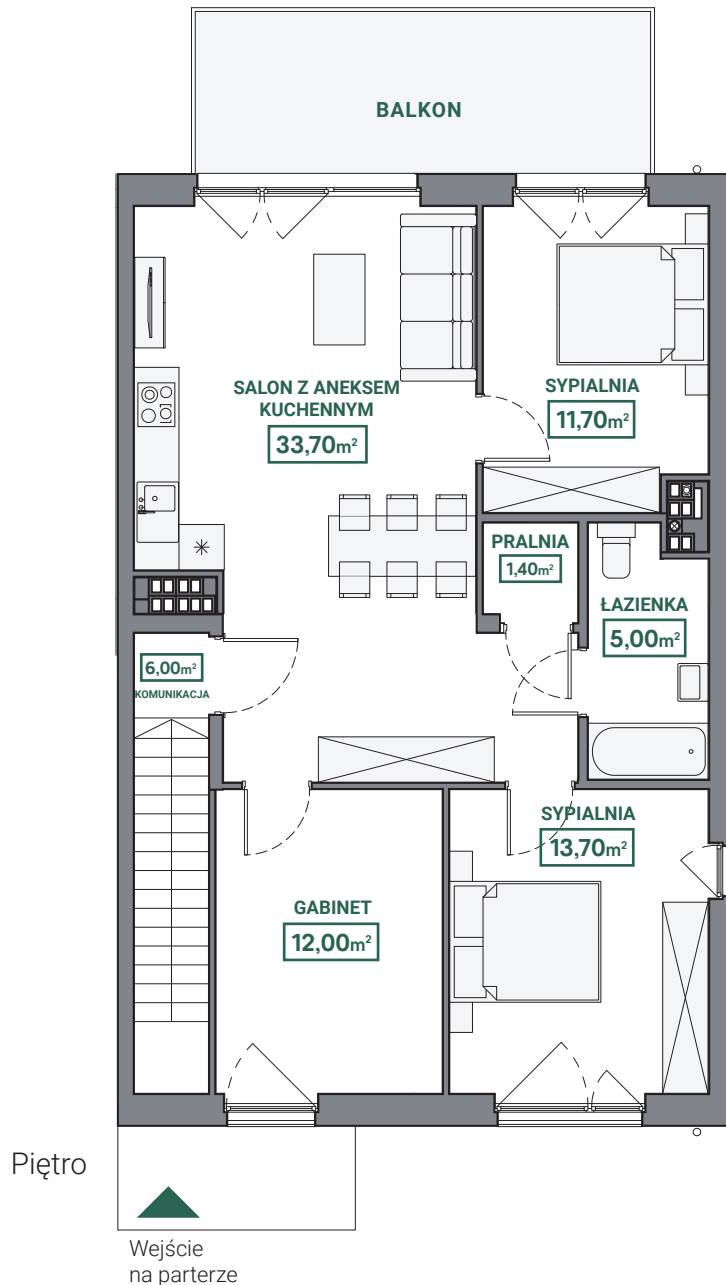 BALKON
SALON Z ANEKSEM
KUCHENNYM
33,70m²
SYPIALNIA
11,70m²
PRALNIA
1,40m²
ŁAZIENKA
5,00m²
6,00m²
KOMUNIKACJA
SYPIALNIA
13,70m²
GABINET
12,00m²
Piętro
Wejście
na parterze